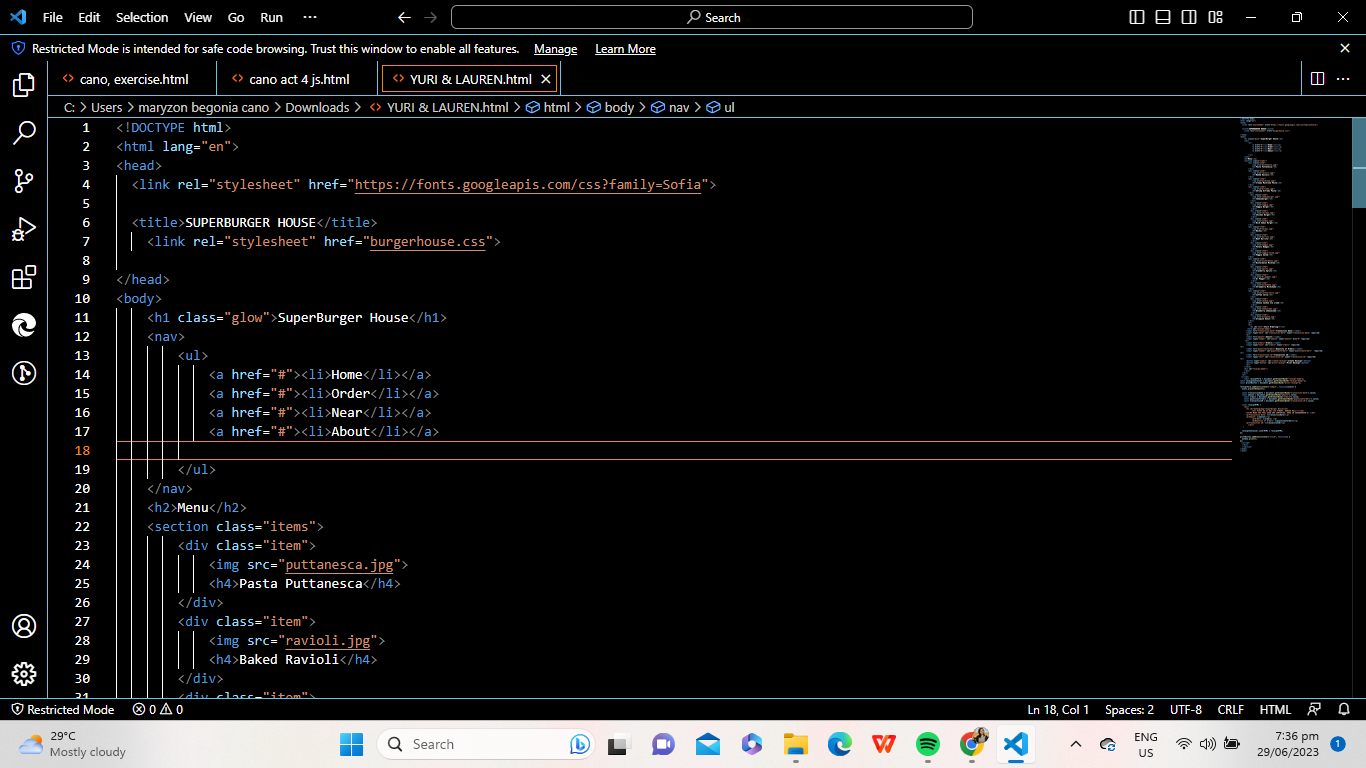 File Edit Selection View Go Run ··· Search
Restricted Mode is intended for safe code browsing. Trust this window to enable all features. Manage Learn More
cano, exercise.html cano act 4 js.html YURI & LAUREN.html
C: > Users > maryzon begonia cano > Downloads > YURI & LAUREN.html > html > body > nav > ul
1 <!DOCTYPE html>
2 <html lang="en">
3 <head>
4 <link rel="stylesheet" href="https://fonts.googleapis.com/css?family=Sofia">
5
6 <title>SUPERBURGER HOUSE</title>
7 <link rel="stylesheet" href="burgerhouse.css">
8
9 </head>
10 <body>
11 <h1 class="glow">SuperBurger House</h1>
12 <nav>
13 <ul>
14 <a href="#"><li>Home</li></a>
15 <a href="#"><li>Order</li></a>
16 <a href="#"><li>Near</li></a>
17 <a href="#"><li>About</li></a>
18
19 </ul>
20 </nav>
21 <h2>Menu</h2>
22 <section class="items">
23 <div class="item">
24 <img src="puttanesca.jpg">
25 <h4>Pasta Puttanesca</h4>
26 </div>
27 <div class="item">
28 <img src="ravioli.jpg">
29 <h4>Baked Ravioli</h4>
30 </div>
31 <div class="item">
Restricted Mode 0 0 Ln 18, Col 1 Spaces: 2 UTF-8 CRLF HTML
29°C
Mostly cloudy
Search
ENG
US
7:36 pm
29/06/2023
1